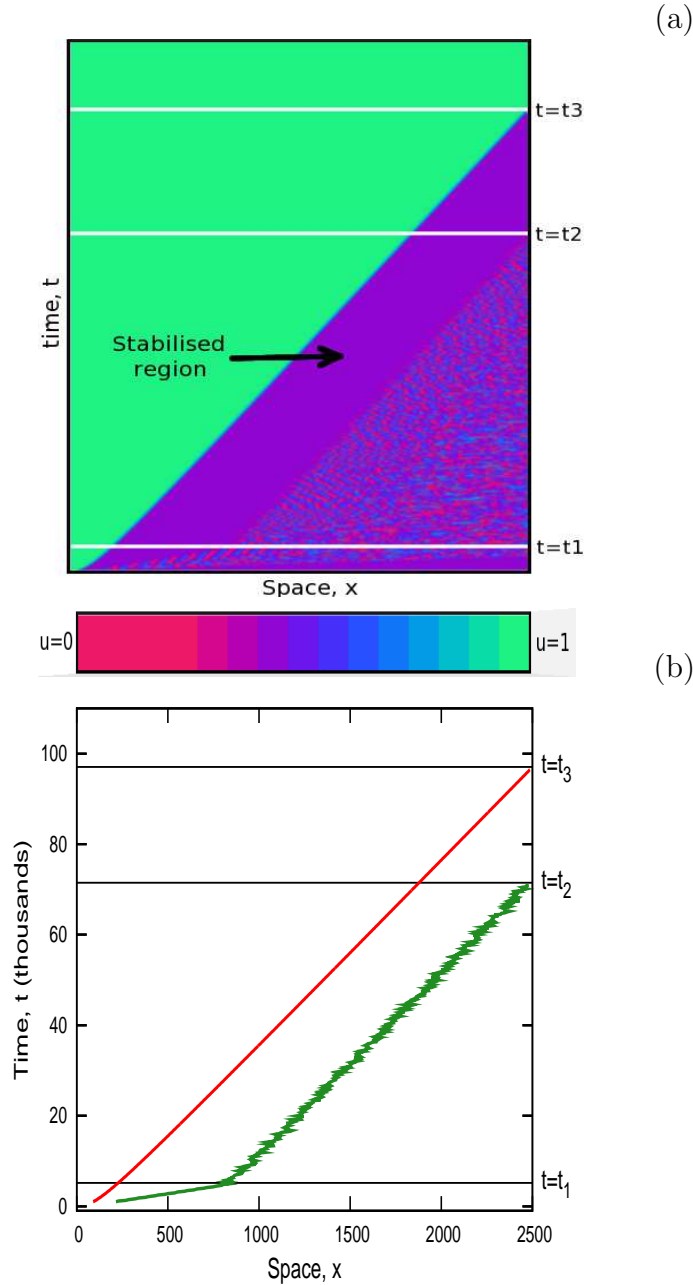 (a)
t=t3
t=t2
time, t
Stabilised
region
t=t1
Space, x
u=0
u=1
(b)
100
t=t3
80
t=t2
Time, t (thousands)
60
40
20
t=t1
0
0 500 1000 1500 2000 2500
Space, x